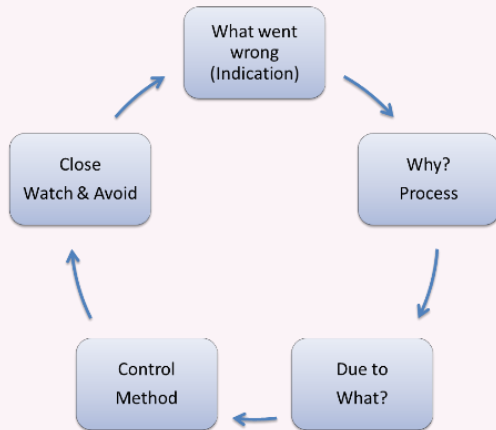 What went
wrong
(Indication)
Why?
Process
Due to
What?
Control
Method
Close
Watch & Avoid